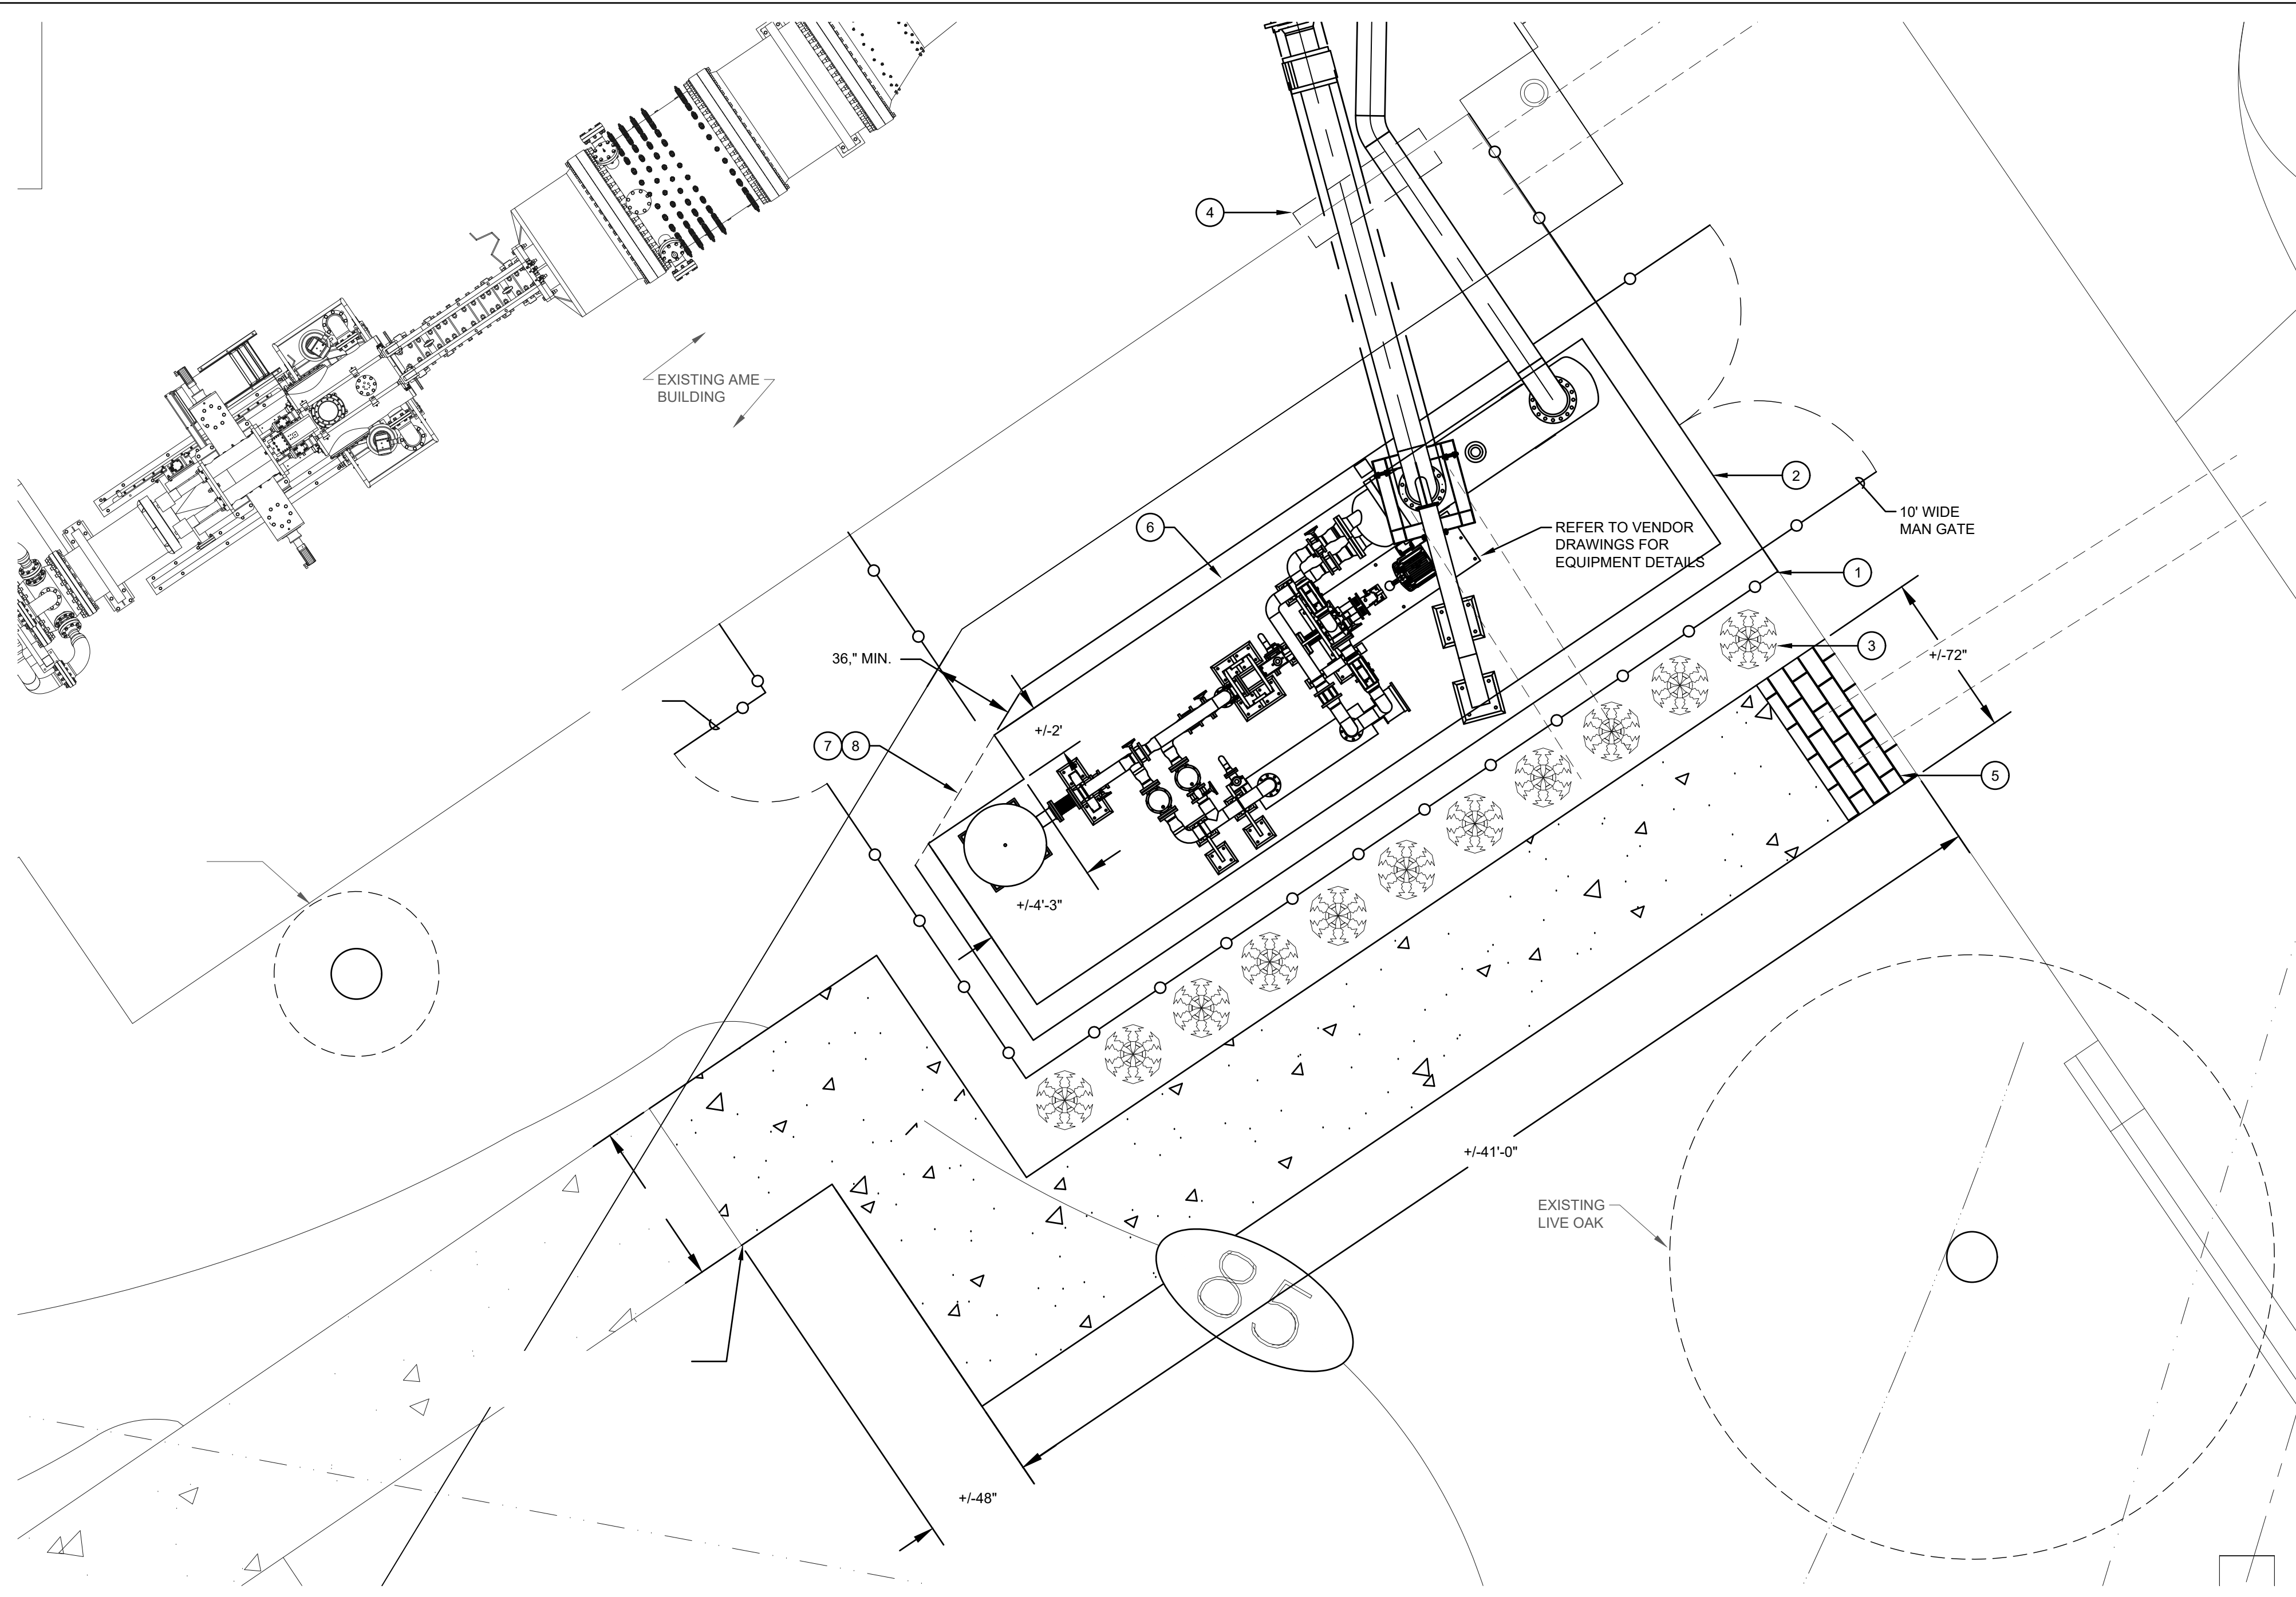 4
EXISTING AME
BUILDING
2
10' WIDE
MAN GATE
6
REFER TO VENDOR
DRAWINGS FOR
EQUIPMENT DETAILS
1
3
36," MIN.
+/-72"
+/-2'
7 8
5
+/-4'-3"
+/-41'-0"
EXISTING
LIVE OAK
85
+/-48"